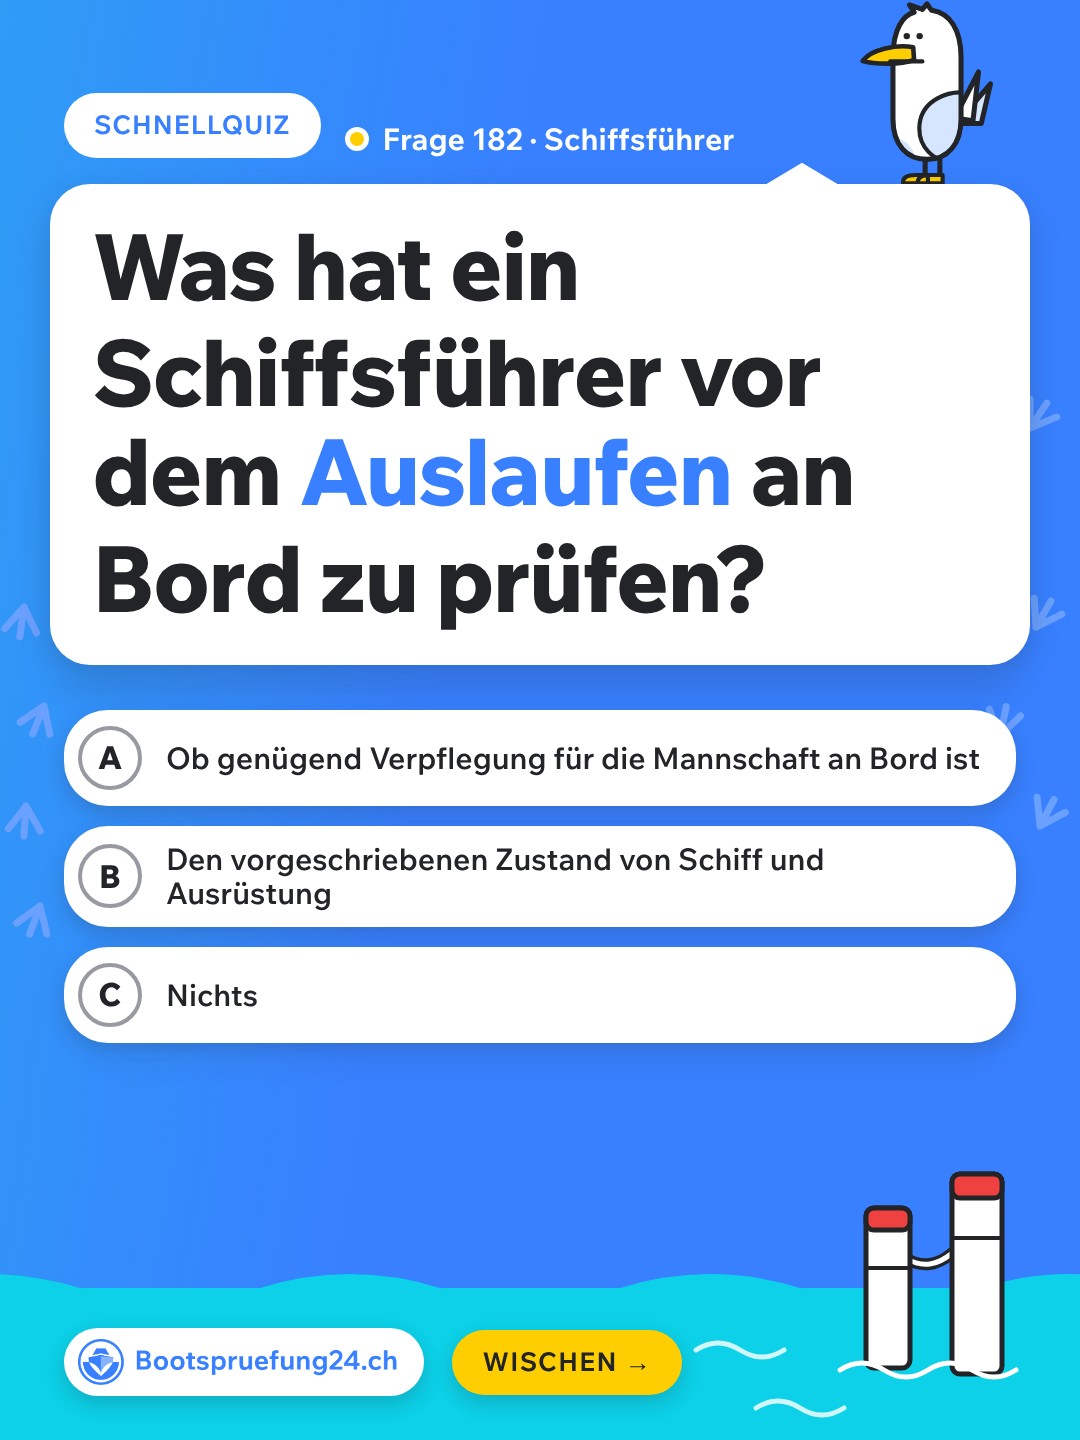 SCHNELLQUIZ
Frage 182 · Schiffsführer
Was hat ein
Schiffsführer vor
dem Auslaufen an
Bord zu prüfen?
A Ob genügend Verpflegung für die Mannschaft an Bord ist
B Den vorgeschriebenen Zustand von Schiff und
Ausrüstung
C Nichts
Bootspruefung24.ch
WISCHEN →